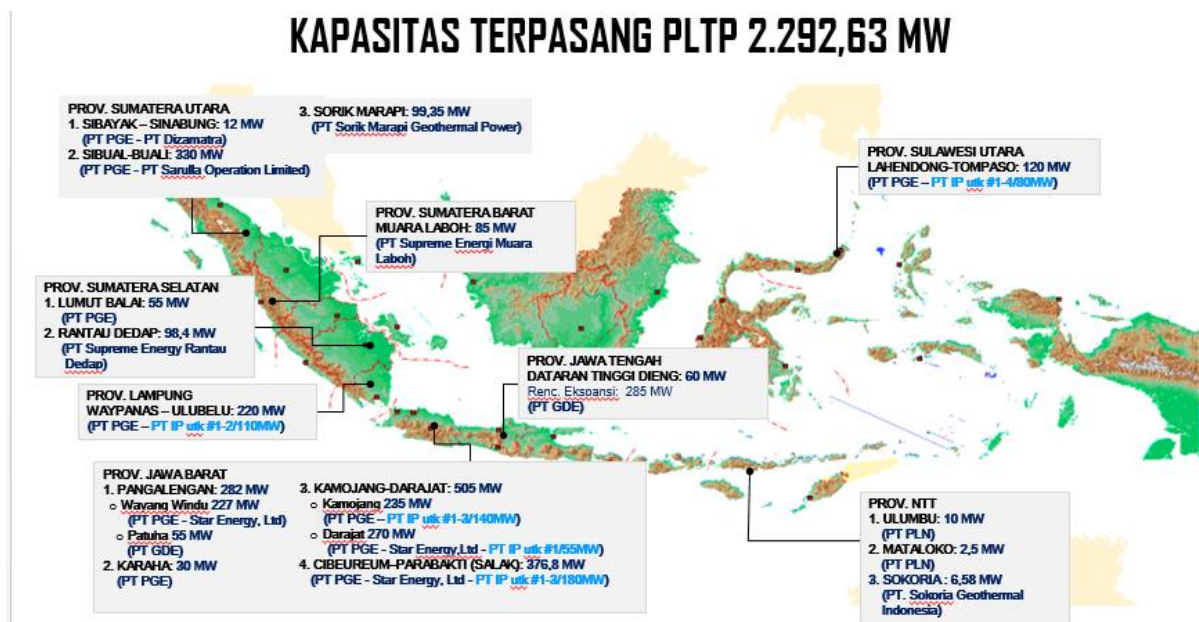 KAPASITAS TERPASANG PLTP 2.292,63 MW
PROV. SUMATERA UTARA
1. SIBAYAK – SINABUNG: 12 MW
(PT PGE - PT Dizamatra)
2. SIBUAL-BUALI: 330 MW
(PT PGE - PT Sarulla Operation Limited)
3. SORIK MARAPI: 99,35 MW
(PT Sorik Marapi Geothermal Power)
PROV. SULAWESI UTARA
LAHENDONG-TOMPASO: 120 MW
(PT PGE – PT IP utk #1-4/80MW)
PROV. SUMATERA BARAT
MUARA LABOH: 85 MW
(PT Supreme Energi Muara
Laboh)
PROV. SUMATERA SELATAN
1. LUMUT BALAI: 55 MW
(PT PGE)
2. RANTAU DEDAP: 98,4 MW
(PT Supreme Energy Rantau
Dedap)
PROV. JAWA TENGAH
DATARAN TINGGI DIENG: 60 MW
Renc. Ekspansi: 285 MW
(PT GDE)
PROV. LAMPUNG
WAYPANAS – ULUBELU: 220 MW
(PT PGE – PT IP utk #1-2/110MW)
PROV. JAWA BARAT
1. PANGALENGAN: 282 MW
o Wayang Windu 227 MW
(PT PGE - Star Energy, Ltd)
o Patuha 55 MW
(PT GDE)
2. KARAHA: 30 MW
(PT PGE)
3. KAMOJANG-DARAJAT: 505 MW
o Kamojang 235 MW
(PT PGE – PT IP utk #1-3/140MW)
o Darajat 270 MW
(PT PGE - Star Energy,Ltd - PT IP utk #1/55MW)
4. CIBEUREUM–PARABAKTI (SALAK): 376,8 MW
(PT PGE - Star Energy, Ltd - PT IP utk #1-3/180MW)
PROV. NTT
1. ULUMBU: 10 MW
(PT PLN)
2. MATALOKO: 2,5 MW
(PT PLN)
3. SOKORIA : 6,58 MW
(PT. Sokoria Geothermal
Indonesia)